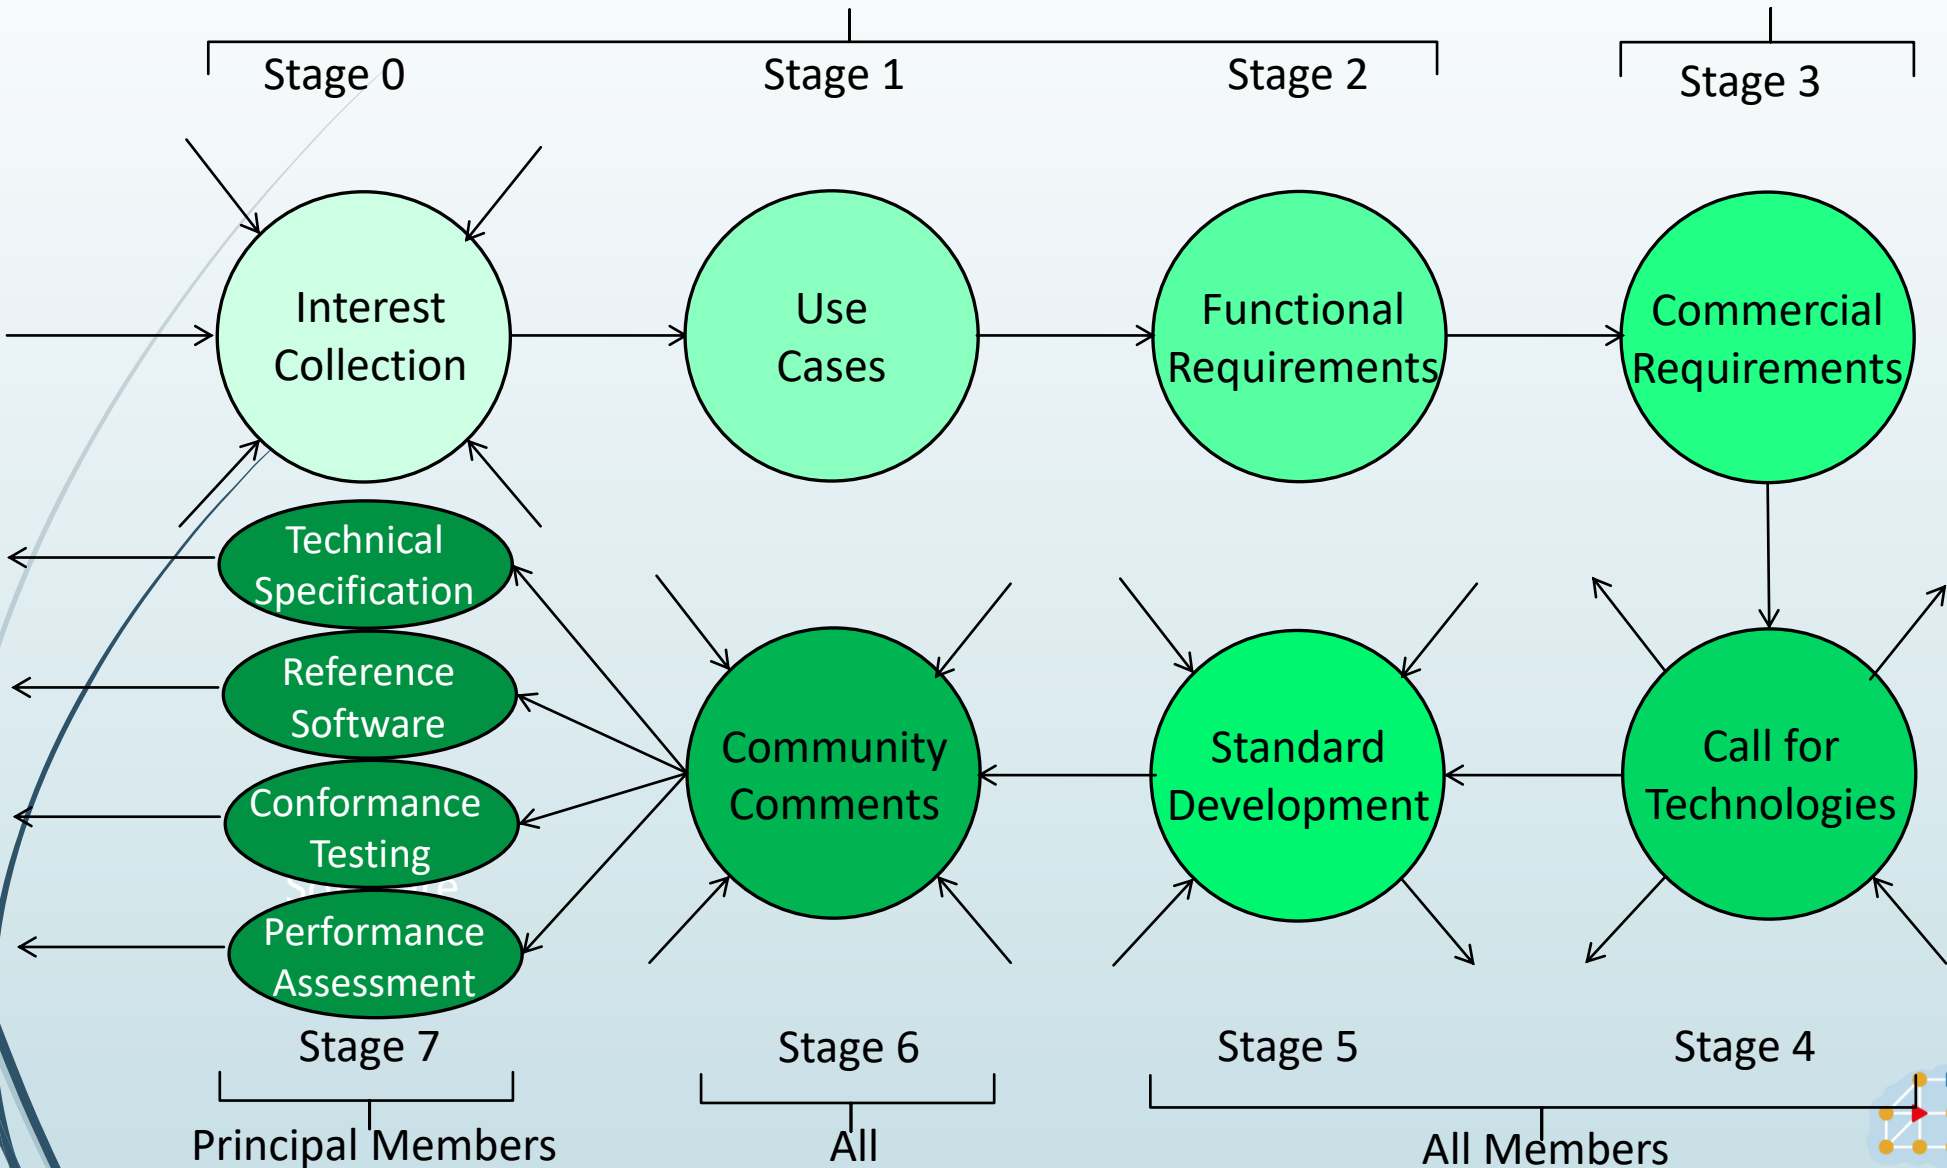 Stage 0
Stage 1
Stage 2
Stage 3
Interest
Collection
Use
Cases
Functional
Requirements
Commercial
Requirements
Technical
Specification
Reference
Software
Conformance
Testing
Performance
Assessment
Community
Comments
Standard
Development
Call for
Technologies
Stage 7
Stage 6
Stage 5
Stage 4
Principal Members
All
All Members